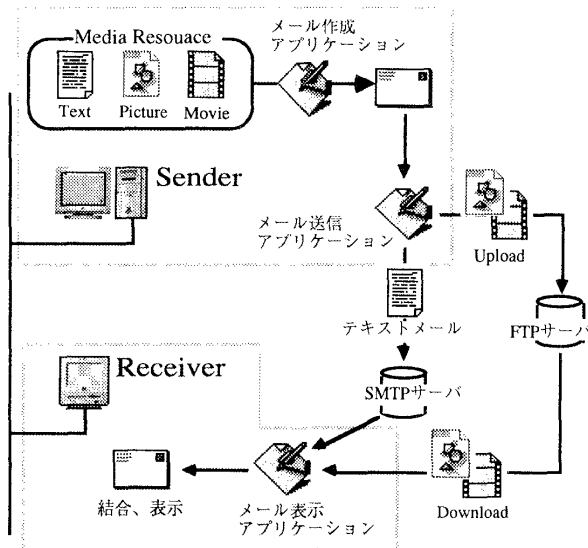 Media Resouace
Text
Picture
Movie
メール作成
アプリケーション
Sender
メール送信
アプリケーション
Upload
テキストメール
FTPサーバ
Receiver
SMTPサーバ
結合、表示
メール表示
アプリケーション
Download